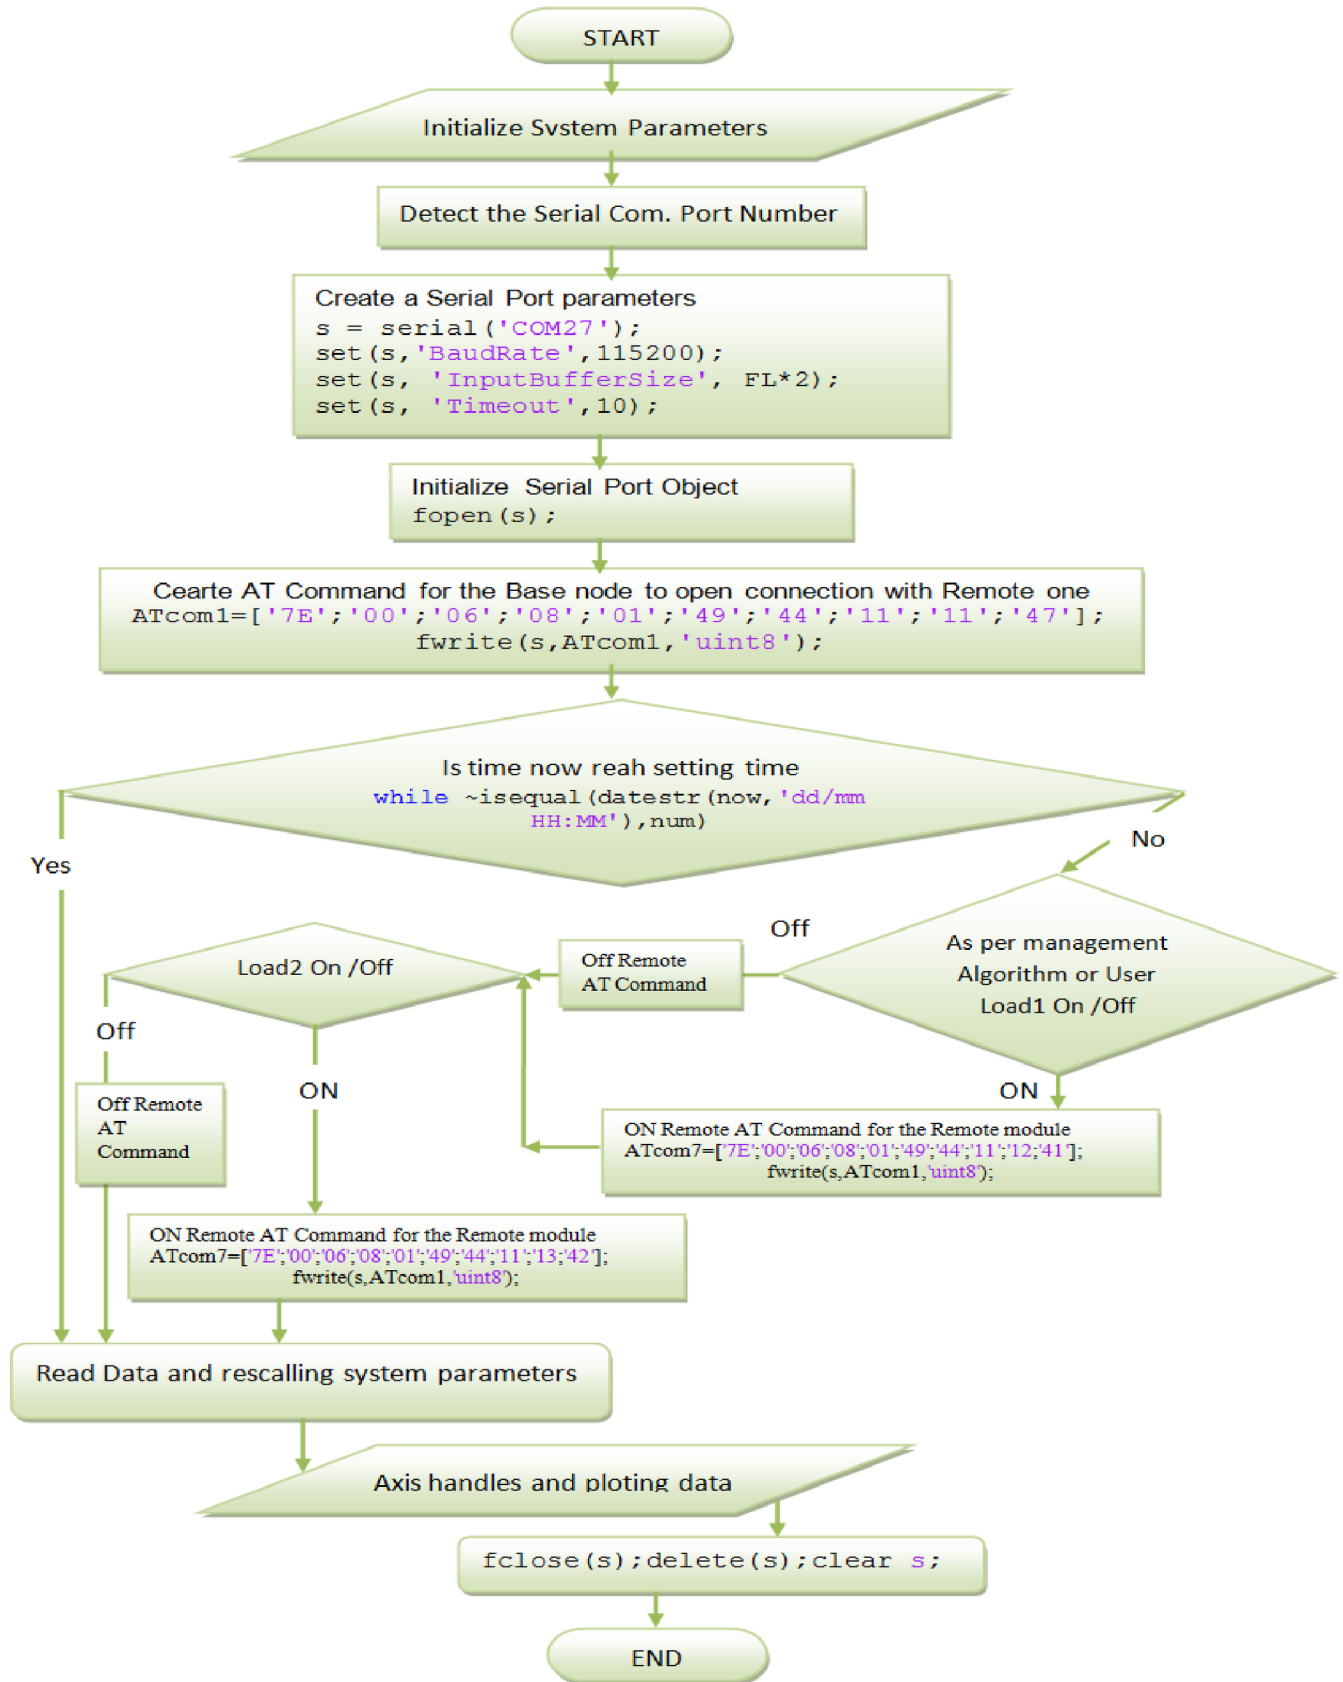 START
Initialize System Parameters
Detect the Serial Com. Port Number
Create a Serial Port parameters
s = serial('COM27');
set(s,'BaudRate',115200);
set(s, 'InputBufferSize', FL*2);
set(s, 'Timeout',10);
Initialize Serial Port Object
fopen(s);
Cearte AT Command for the Base node to open connection with Remote one
ATcom1=['7E';'00';'06';'08';'01';'49';'44';'11';'11';'47'];
fwrite(s,ATcom1,'uint8');
Is time now reah setting time
while ~isequal(datestr(now,'dd/mm
HH:MM'),num)
Yes
No
As per management
Algorithm or User
Load1 On /Off
Off
Off Remote
AT Command
Load2 On /Off
ON
ON Remote AT Command for the Remote module
ATcom7=['7E';'00';'06';'08';'01';'49';'44';'11';'12;'41'];
fwrite(s,ATcom1,'uint8');
Off
Off Remote
AT
Command
ON
ON Remote AT Command for the Remote module
ATcom7=['7E';'00';'06';'08';'01';'49';'44';'11';'13;'42'];
fwrite(s,ATcom1,'uint8');
Read Data and rescalling system parameters
Axis handles and ploting data
fclose(s);delete(s);clear s;
END